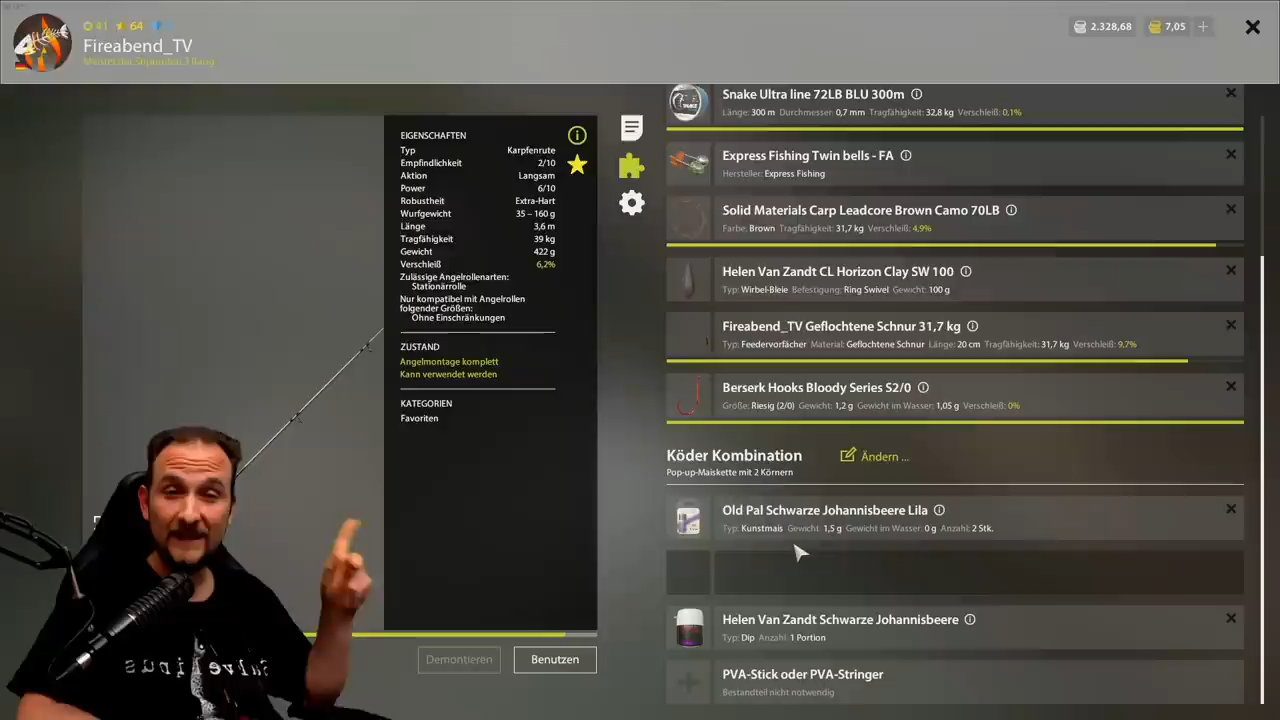 41 64
Fireabend_TV
2.328,68
7,05
EIGENSCHAFTEN
Typ Karpfenrute
Empfindlichkeit 2/10
Aktion Langsam
Power 6/10
Robustheit Extra-Hart
Wurfgewicht 35 – 160 g
Länge 3,6 m
Tragfähigkeit 39 kg
Gewicht 422 g
Verschleiß 6,2%
Zulässige Angelrollenarten:
Stationärrolle
Nur kompatibel mit Angelrollen
folgender Größen:
Ohne Einschränkungen
ZUSTAND
Angelmontage komplett
Kann verwendet werden
KATEGORIEN
Favoriten
Demontieren
Benutzen
Snake Ultra line 72LB BLU 300m
Länge: 300 m Durchmesser: 0,7 mm Tragfähigkeit: 32,8 kg Verschleiß: 0.1%
Express Fishing Twin bells - FA
Hersteller: Express Fishing
Solid Materials Carp Leadcore Brown Camo 70LB
Farbe: Brown Tragfähigkeit: 31,7 kg Verschleiß: 4,9%
Helen Van Zandt CL Horizon Clay SW 100
Typ: Wirbel-Bleie Befestigung: Ring Swivel Gewicht: 100 g
Fireabend_TV Geflochtene Schnur 31,7 kg
Typ: Feedervorfächer Material: Geflochtene Schnur Länge: 20 cm Tragfähigkeit: 31,7 kg Verschleiß: 9,7%
Berserk Hooks Bloody Series S2/0
Größe: Riesig (2/0) Gewicht: 1,2 g Gewicht im Wasser: 1,05 g Verschleiß: 0%
Köder Kombination
Ändern ...
Pop-up-Maiskette mit 2 Körnern
Old Pal Schwarze Johannisbeere Lila
Typ: Kunstmais Gewicht: 1,5 g Gewicht im Wasser: 0 g Anzahl: 2 Stk.
Helen Van Zandt Schwarze Johannisbeere
Typ: Dip Anzahl: 1 Portion
PVA-Stick oder PVA-Stringer
Bestandteil nicht notwendig